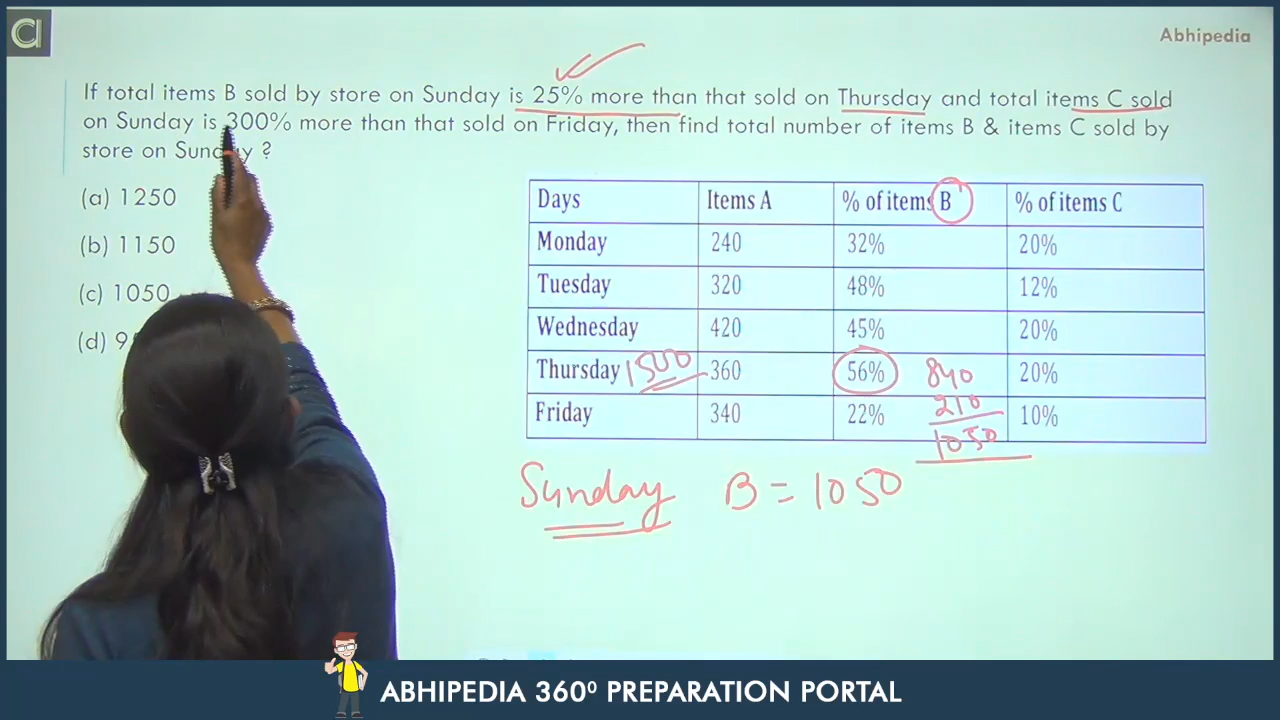 Abhipedia
If total items B sold by store on Sunday is 25% more than that sold on Thursday and total items C sold
on Sunday is 300% more than that sold on Friday, then find total number of items B & items C sold by
store on Sunday ?
(a) 1250
(b) 1150
(c) 1050
(d) 9
Days Items A % of items B % of items C
Monday 240 32% 20%
Tuesday 320 48% 12%
Wednesday 420 45% 20%
Thursday 1500 360 56% 840 20%
Friday 340 22% 210 10%
1050
Sunday B = 1050
ABHIPEDIA 360⁰ PREPARATION PORTAL